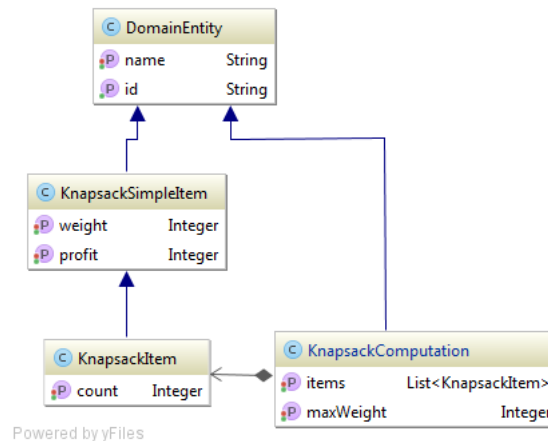 C DomainEntity
P name String
P id String
C KnapsackSimpleItem
P weight Integer
P profit Integer
C KnapsackItem
P count Integer
C KnapsackComputation
P items List<KnapsackItem>
P maxWeight Integer
Powered by yFiles